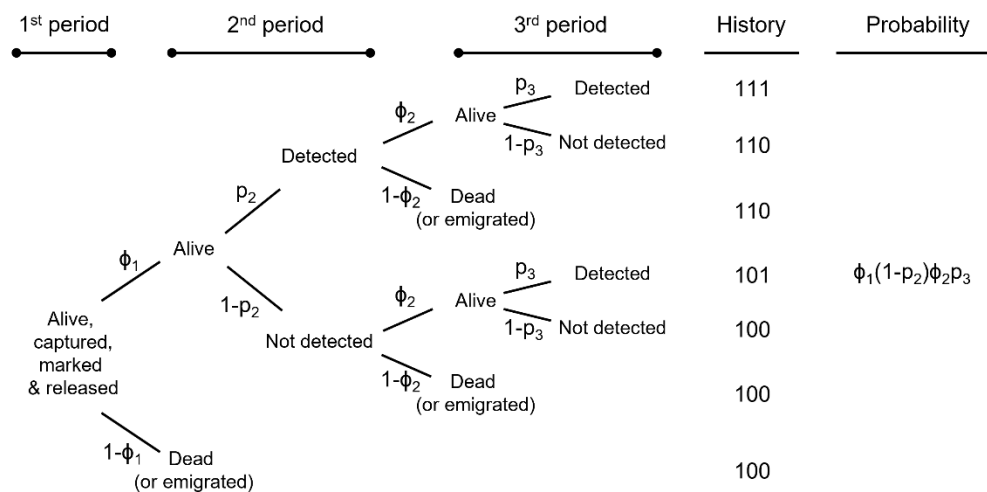 1st period 2nd period 3rd period History Probability
p3 Detected 111
ϕ2 Alive
1-p3 Not detected 110
Detected
p2 1-ϕ2 Dead
(or emigrated) 110
ϕ1 Alive
p3 Detected 101 ϕ1(1-p2)ϕ2p3
1-p2 ϕ2 Alive
Alive,
captured,
marked
& released
Not detected 1-p3 Not detected 100
1-ϕ2 Dead
(or emigrated) 100
1-ϕ1 Dead
(or emigrated) 100